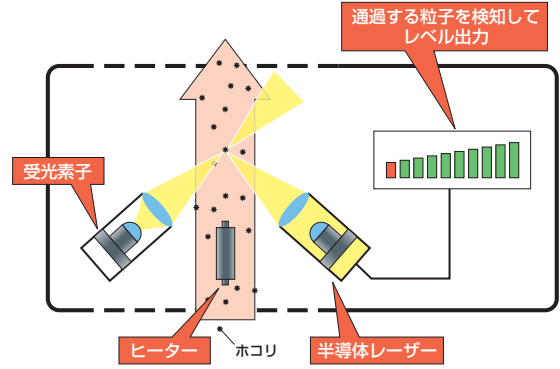 通過する粒子を検知して
レベル出力
受光素子
ヒーター
ホコリ
半導体レーザー